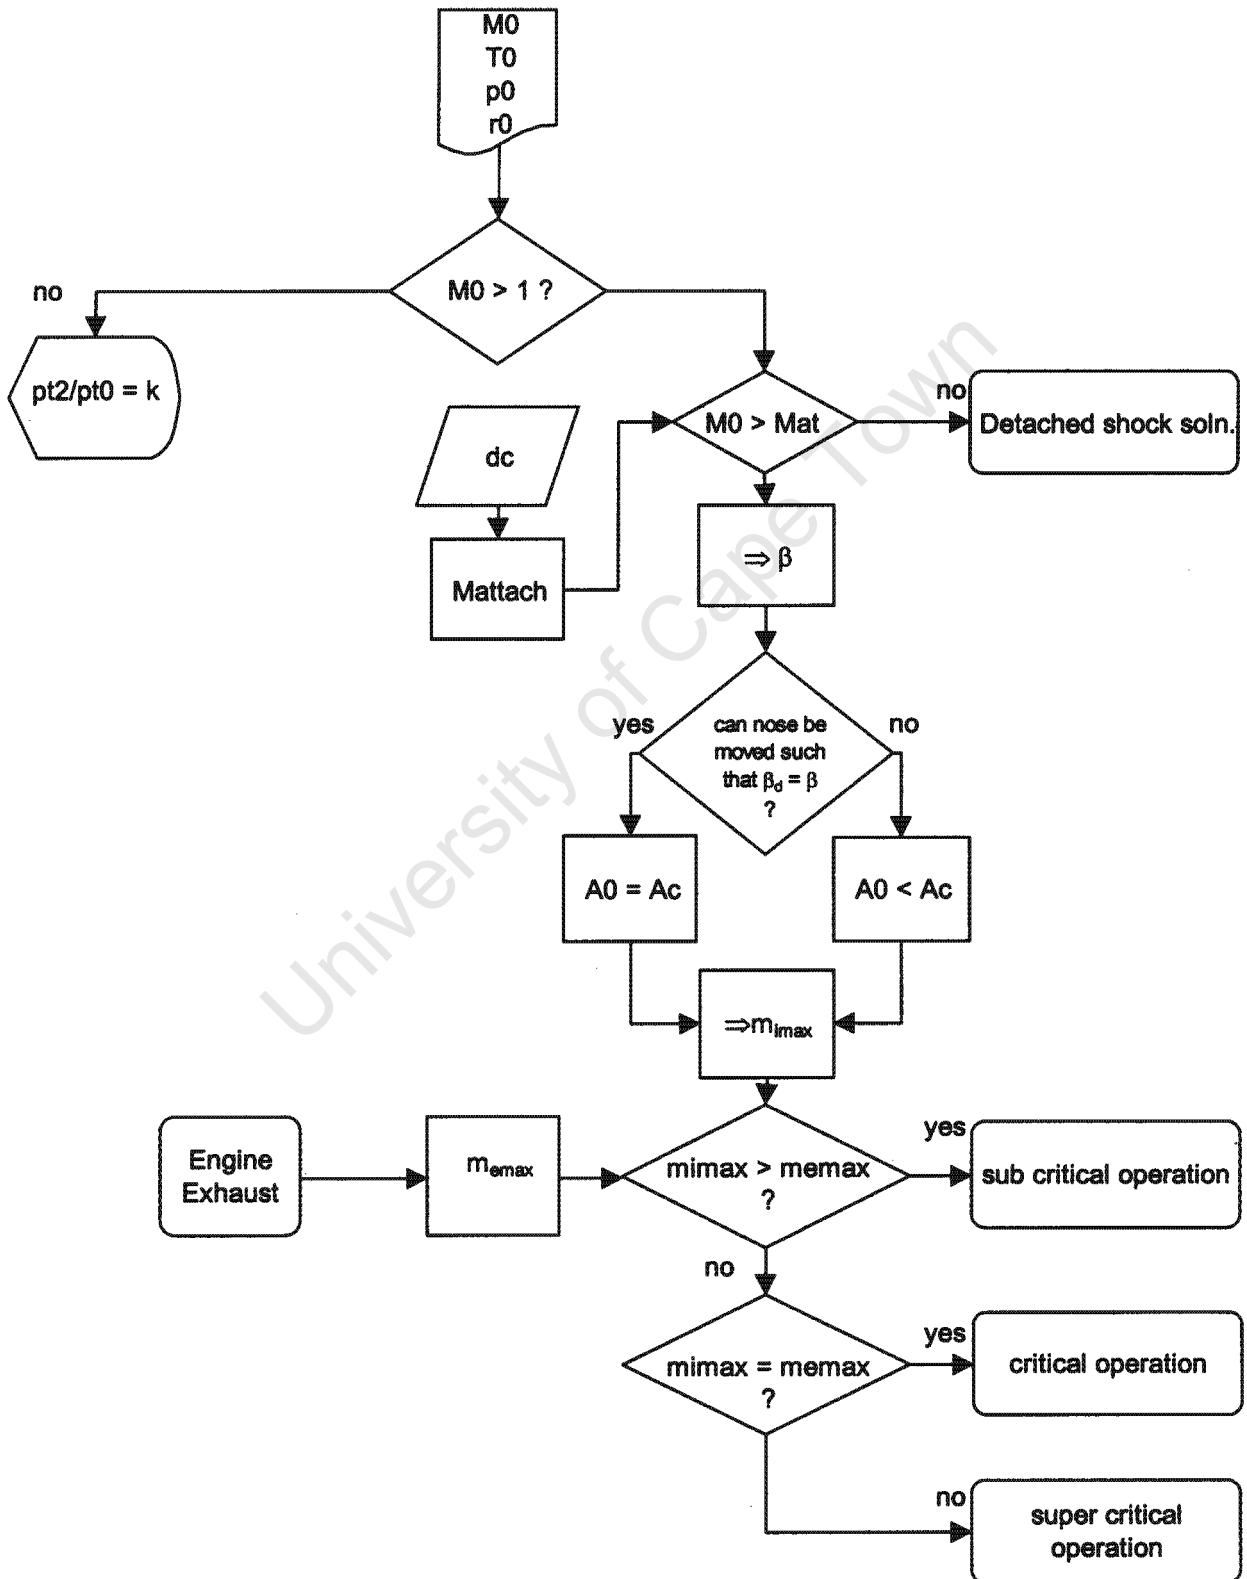 M0
T0
p0
r0
M0 > 1 ?
no
pt2/pt0 = k
M0 > Mat
no
Detached shock soln.
dc
Mattach
⇒ β
yes
can nose be
moved such
that βd = β
?
no
A0 = Ac
A0 < Ac
⇒mimax
Engine
Exhaust
memax
mimax > memax
?
yes
sub critical operation
no
mimax = memax
?
yes
critical operation
no
super critical
operation
University of Cape Town